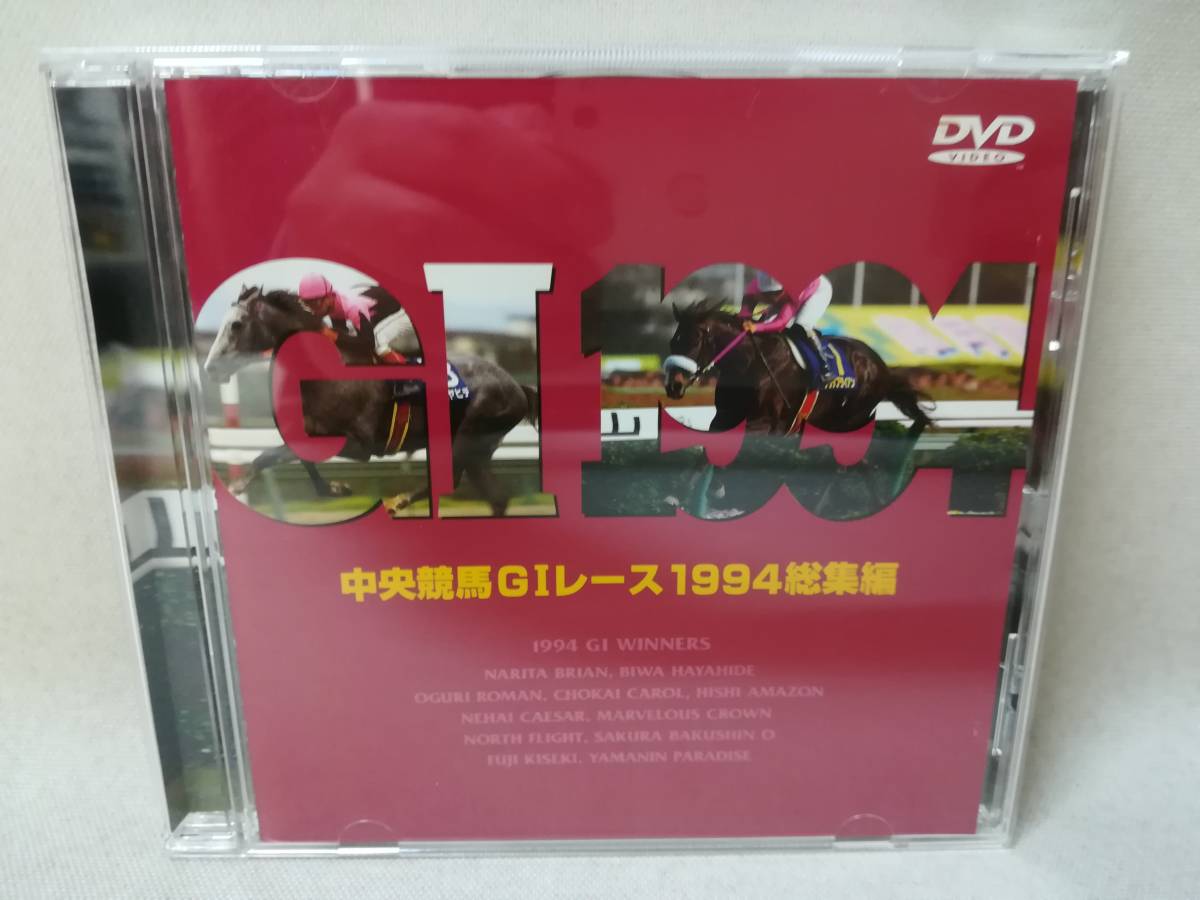 DVD
VIDEO
GI 1994
中央競馬GIレース1994総集編
1994 GI WINNERS
NARITA BRIAN, BIWA HAYAHIDE
OGURI ROMAN, CHOKAI CAROL, HISHI AMAZON
NEHAI CAESAR, MARVELOUS CROWN
NORTH FLIGHT, SAKURA BAKUSHIN O
FUJI KISEKI, YAMANIN PARADISE